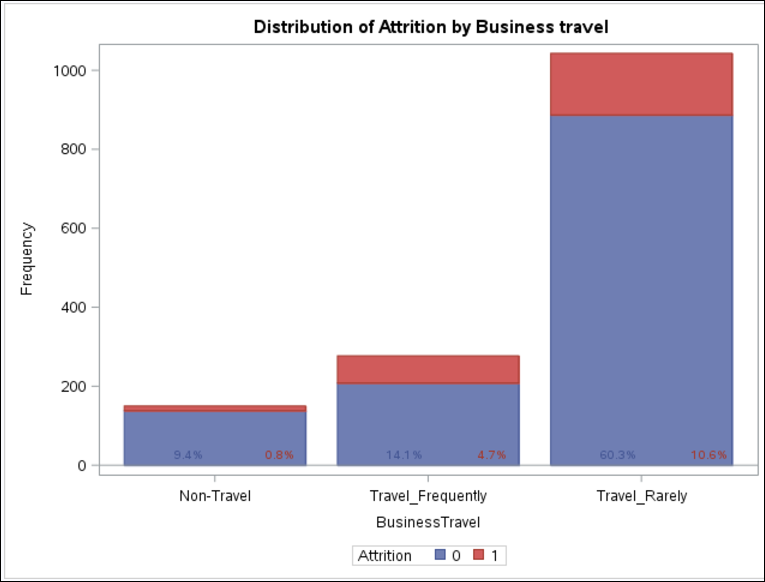 Distribution of Attrition by Business travel
1000
800
600
400
200
0
Frequency
9.4% 0.8% 14.1% 4.7% 60.3% 10.6%
Non-Travel Travel_Frequently Travel_Rarely
BusinessTravel
Attrition 0 1